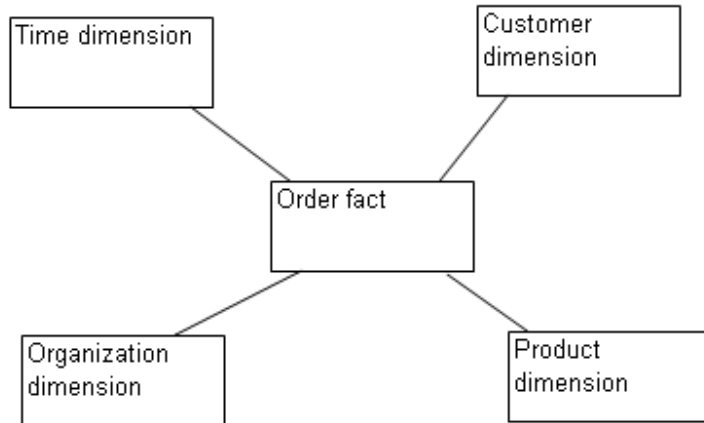 Time dimension
Customer
dimension
Order fact
Organization
dimension
Product
dimension